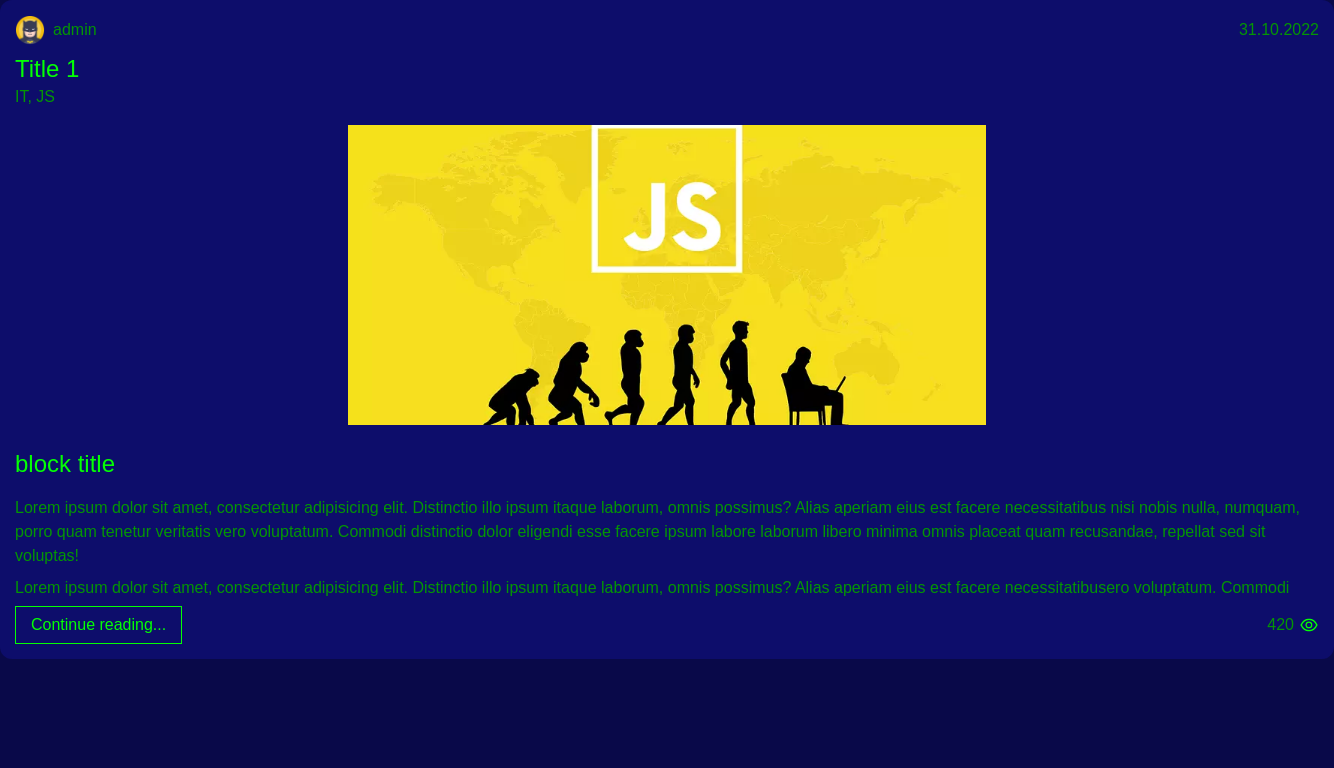 admin
31.10.2022
Title 1
IT, JS
JS
block title
Lorem ipsum dolor sit amet, consectetur adipisicing elit. Distinctio illo ipsum itaque laborum, omnis possimus? Alias aperiam eius est facere necessitatibus nisi nobis nulla, numquam,
porro quam tenetur veritatis vero voluptatum. Commodi distinctio dolor eligendi esse facere ipsum labore laborum libero minima omnis placeat quam recusandae, repellat sed sit
voluptas!
Lorem ipsum dolor sit amet, consectetur adipisicing elit. Distinctio illo ipsum itaque laborum, omnis possimus? Alias aperiam eius est facere necessitatibusero voluptatum. Commodi
Continue reading...
420